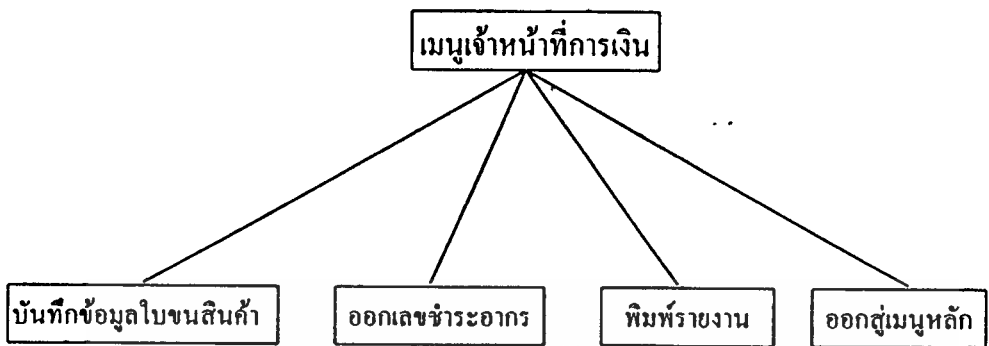 เมนูเจ้าหน้าที่การเงิน
บันทึกข้อมูลใบขนสินค้า
ออกเลขชำระอากร
พิมพ์รายงาน
ออกสู่เมนูหลัก